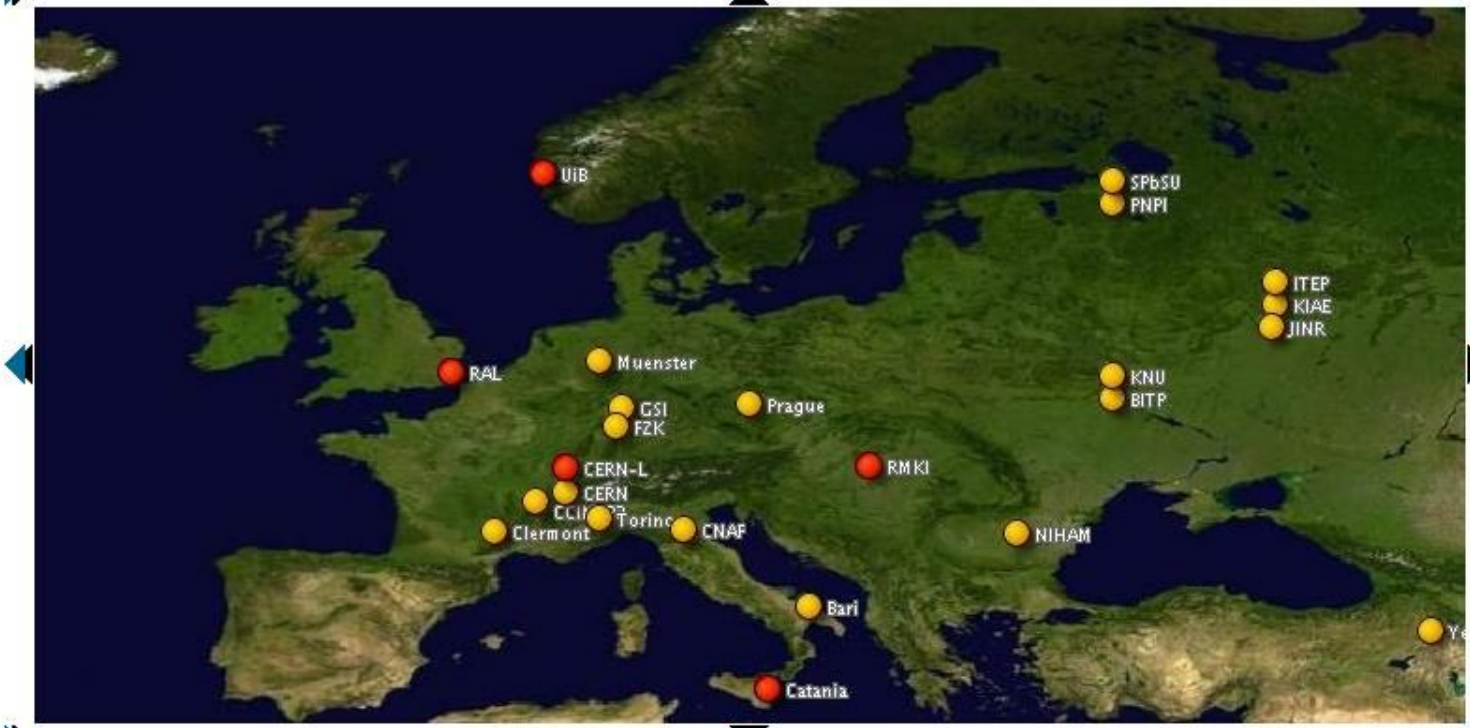 UiB
SPbSU
PNPI
ITEP
KIAE
JINR
RAL
Muenster
KNU
BITP
GSI
Prague
FZK
CERN-L
RMKI
CERN
Torino
Clermont
CNAF
NIHAM
Bari
Catania